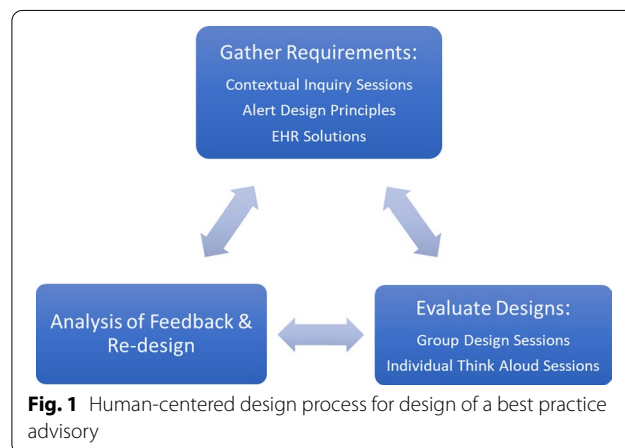 Gather Requirements:
Contextual Inquiry Sessions
Alert Design Principles
EHR Solutions
Analysis of Feedback &
Re-design
Evaluate Designs:
Group Design Sessions
Individual Think Aloud Sessions
Fig. 1 Human-centered design process for design of a best practice
advisory